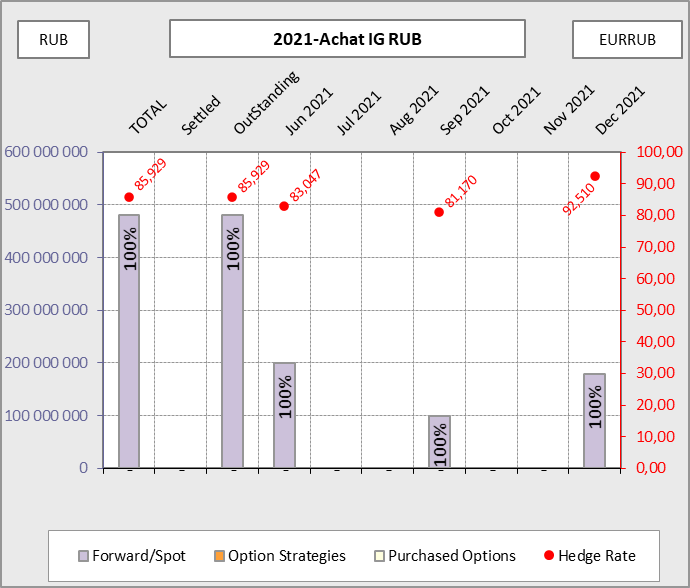 RUB
2021-Achat IG RUB
EURRUB
TOTAL
Settled
OutStanding
Jun 2021
Jul 2021
Aug 2021
Sep 2021
Oct 2021
Nov 2021
Dec 2021
600 000 000
500 000 000
400 000 000
300 000 000
200 000 000
100 000 000
0
85,929
85,929
83,047
81,170
92,510
100%
100%
100%
100%
100%
- - - - - - - - - -
100,00
90,00
80,00
70,00
60,00
50,00
40,00
30,00
20,00
10,00
0,00
Forward/Spot Option Strategies Purchased Options Hedge Rate